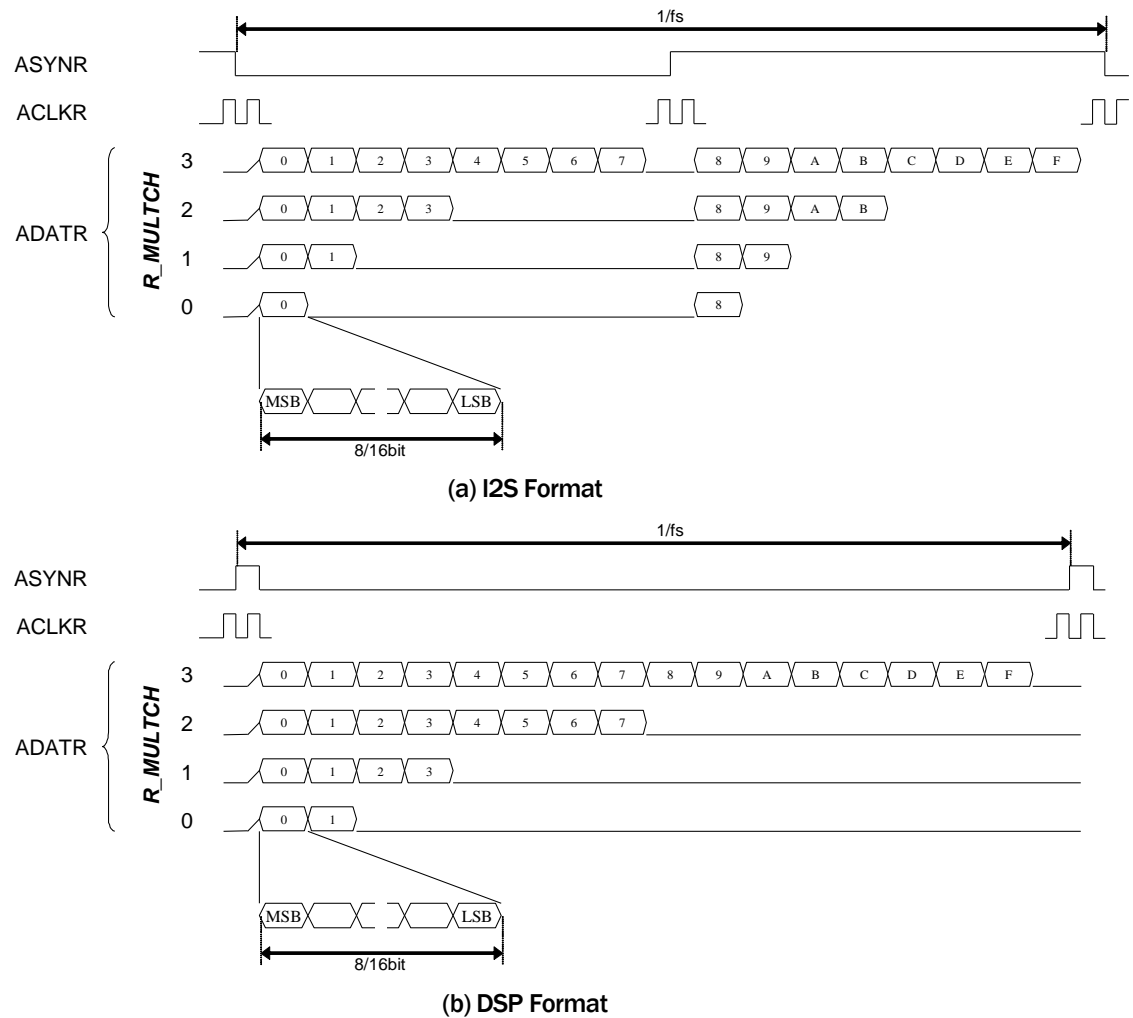 1/fs
ASYNR
ACLKR
ADATR
R_MULTCH
3 0 1 2 3 4 5 6 7 8 9 A B C D E F
2 0 1 2 3 8 9 A B
1 0 1 8 9
0 0 8
MSB LSB
8/16bit
(a) I2S Format
1/fs
ASYNR
ACLKR
ADATR
R_MULTCH
3 0 1 2 3 4 5 6 7 8 9 A B C D E F
2 0 1 2 3 4 5 6 7
1 0 1 2 3
0 0 1
MSB LSB
8/16bit
(b) DSP Format